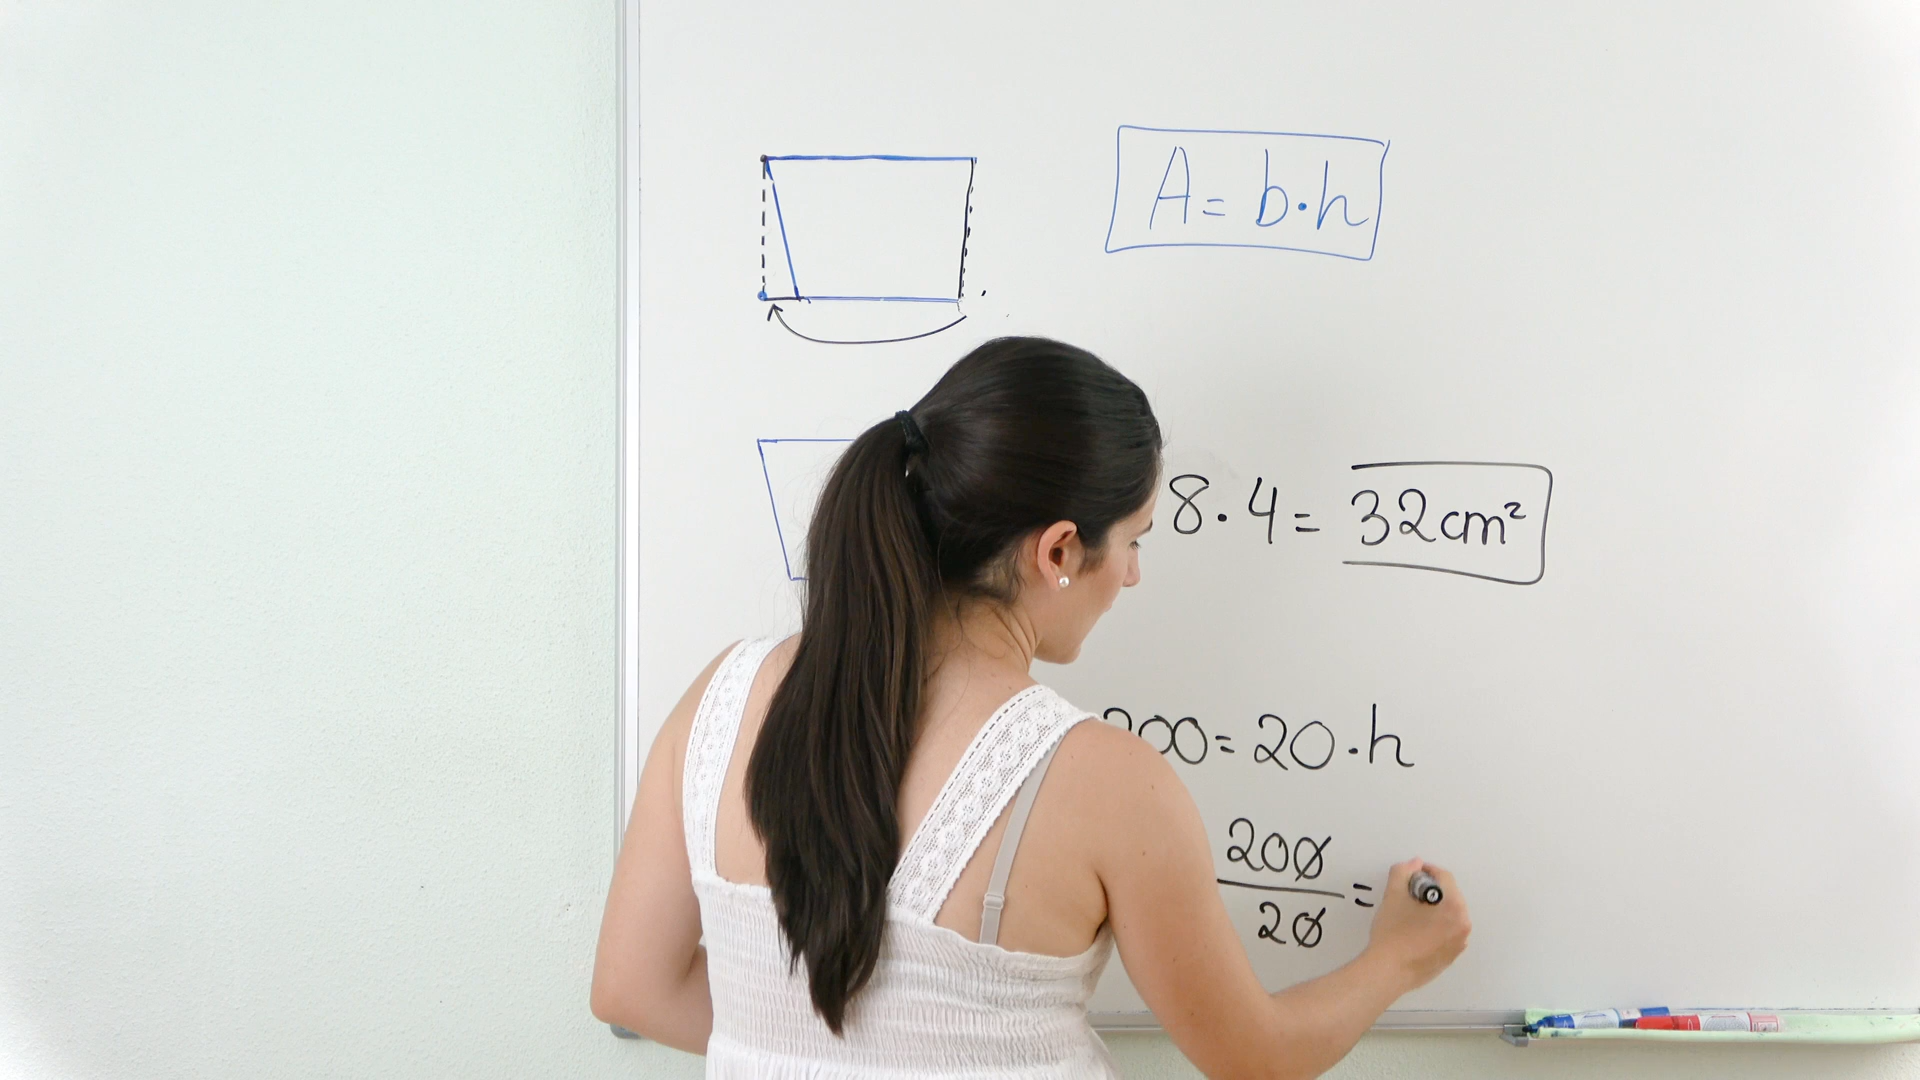 A = b·h
8·4 = 32cm²
200 = 20·h
200
20 =